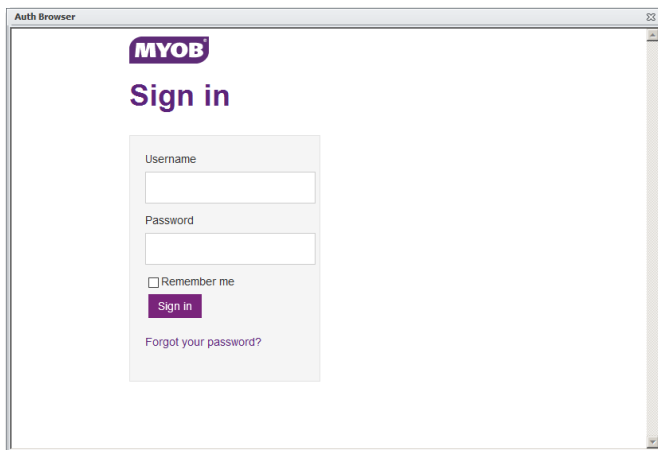 Auth Browser
MYOB
Sign in
Username
Password
Remember me
Sign in
Forgot your password?